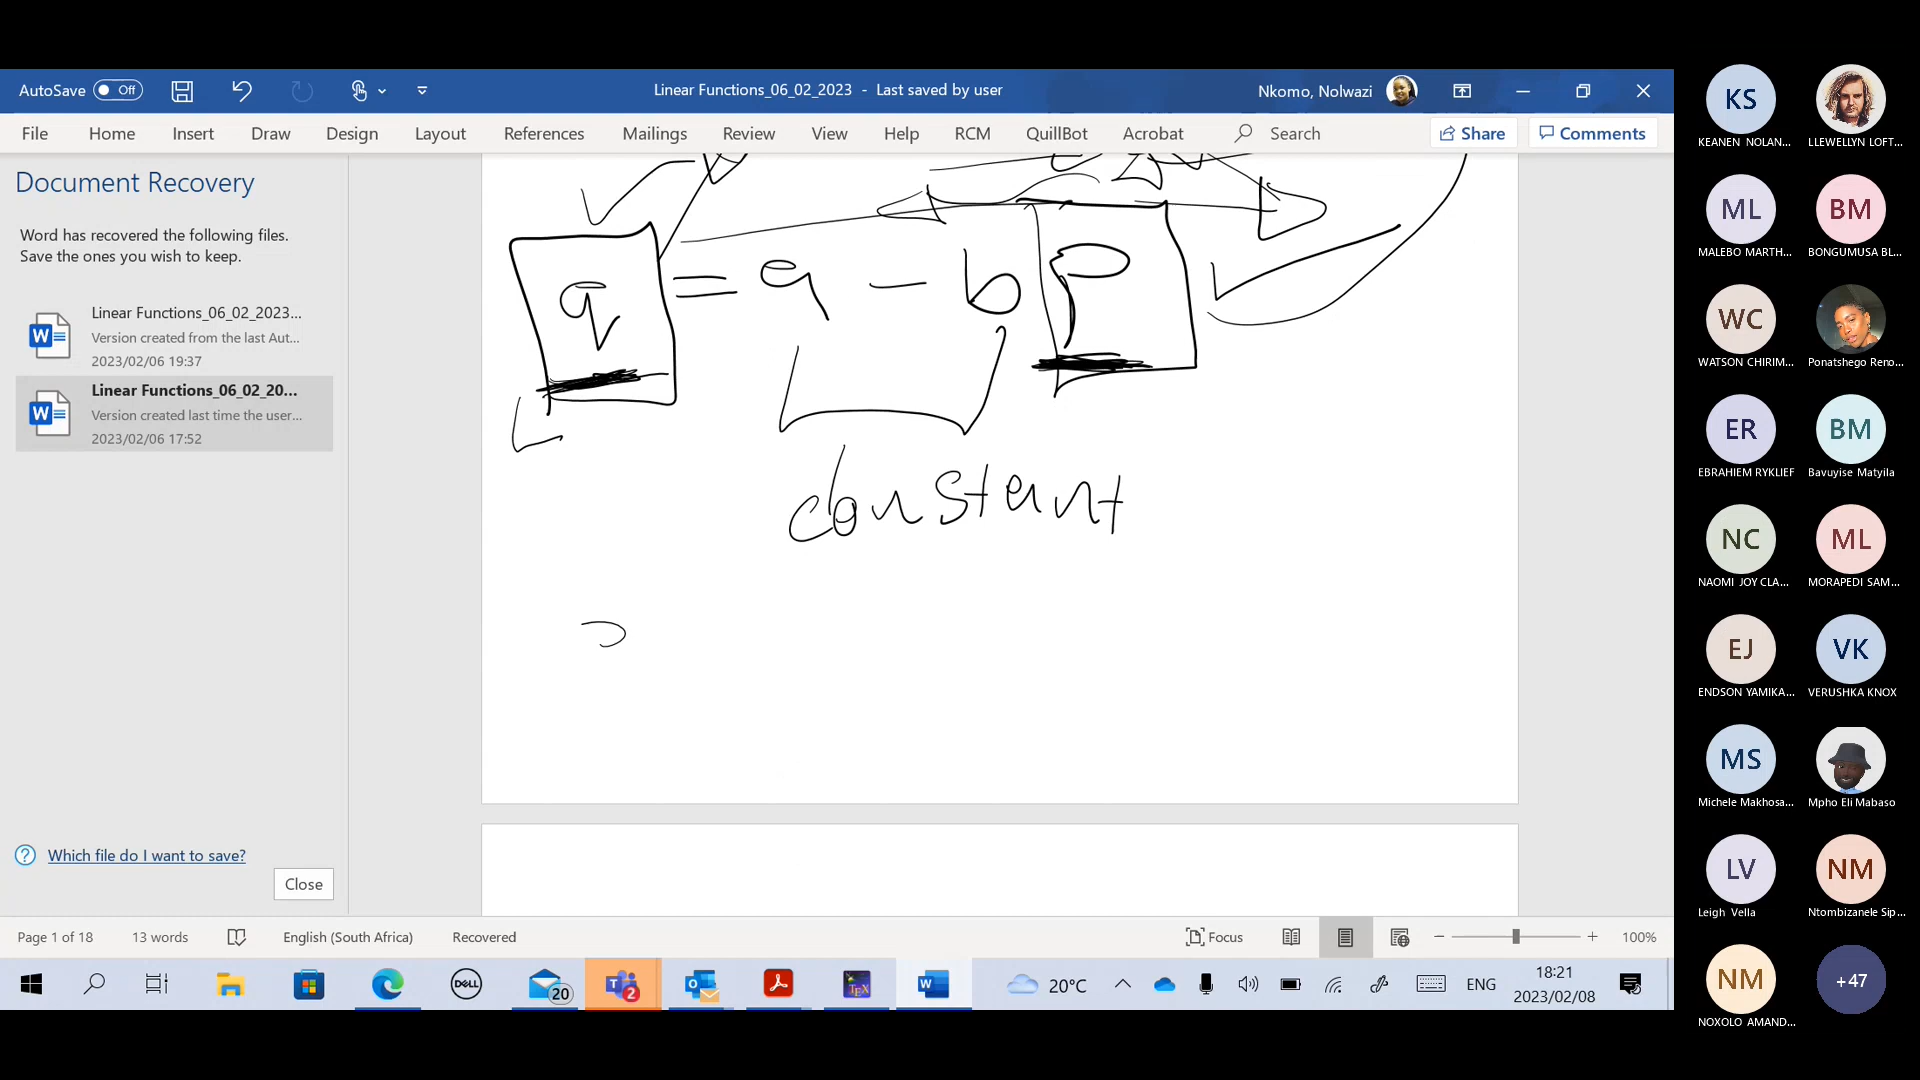 AutoSave Off
Linear Functions_06_02_2023 - Last saved by user
Nkomo, Nolwazi
File Home Insert Draw Design Layout References Mailings Review View Help RCM QuillBot Acrobat Search Share Comments
Document Recovery
Word has recovered the following files.
Save the ones you wish to keep.
Linear Functions_06_02_2023...
Version created from the last Aut...
2023/02/06 19:37
Linear Functions_06_02_20...
Version created last time the user...
2023/02/06 17:52
Which file do I want to save?
Close
q = a - b p
constant
Page 1 of 18 13 words English (South Africa) Recovered Focus 100%
DELL
20
2
TEX
20°C
ENG
18:21
2023/02/08
KS
KEANEN NOLAN...
LLEWELLYN LOFT...
ML
MALEBO MARTH...
BM
BONGUMUSA BL...
WC
WATSON CHIRIM...
Ponatshego Reno...
ER
EBRAHIEM RYKLIEF
BM
Bavuyise Matyila
NC
NAOMI JOY CLA...
ML
MORAPEDI SAM...
EJ
ENDSON YAMIKA...
VK
VERUSHKA KNOX
MS
Michele Makhosa...
Mpho Eli Mabaso
LV
Leigh Vella
NM
Ntombizanele Sip...
NM
NOXOLO AMAND...
+47